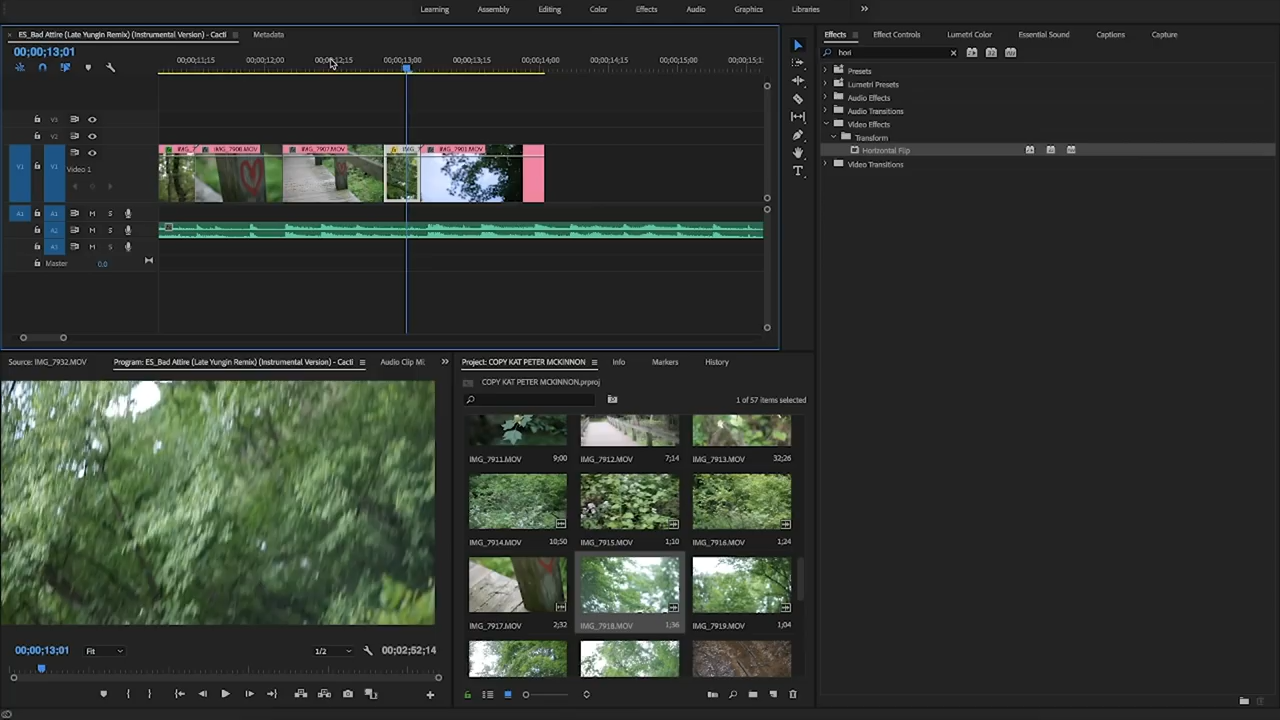 Learning Assembly Editing Color Effects Audio Graphics Libraries
ES_Bad Attire (Late Yungin Remix) (Instrumental Version) - Cacti Metadata
Effects Effect Controls Lumetri Color Essential Sound Captions Capture
00;00;13;01
hori
00;00;11;15 00;00;12;00 00;00;12;15 00;00;13;00 00;00;13;15 00;00;14;00 00;00;14;15 00;00;15;00 00;00;15;1
Presets
Lumetri Presets
Audio Effects
Audio Transitions
Video Effects
Transform
Horizontal Flip
Video Transitions
V3
V2
IMG_7 IMG_7906.MOV IMG_7907.MOV IMG_ IMG_7901.MOV
V1 V1 Video 1
A1 A1 M S
A2 M S
A3 M S
Master 0.0
Source: IMG_7932.MOV Program: ES_Bad Attire (Late Yungin Remix) (Instrumental Version) - Cacti Audio Clip Mi
Project: COPY KAT PETER MCKINNON Info Markers History
COPY KAT PETER MCKINNON.prproj
1 of 57 items selected
IMG_7911.MOV 9;00 IMG_7912.MOV 7;14 IMG_7913.MOV 32;26
IMG_7914.MOV 10;50 IMG_7915.MOV 1;10 IMG_7916.MOV 1;24
IMG_7917.MOV 2;32 IMG_7918.MOV 1;36 IMG_7919.MOV 1;04
00;00;13;01 Fit 1/2 00;02;52;14